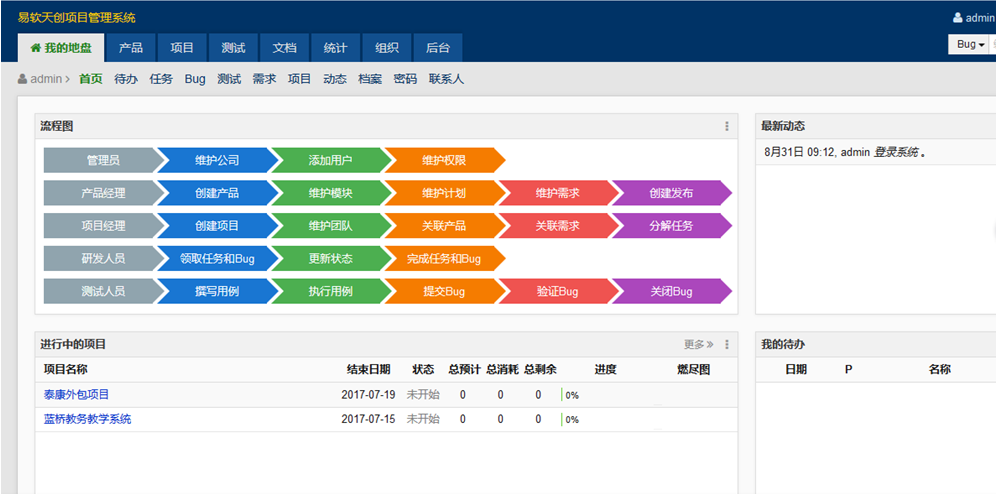 易软天创项目管理系统
admin
我的地盘 产品 项目 测试 文档 统计 组织 后台
Bug
admin 首页 待办 任务 Bug 测试 需求 项目 动态 档案 密码 联系人
流程图
管理员 维护公司 添加用户 维护权限
产品经理 创建产品 维护模块 维护计划 维护需求 创建发布
项目经理 创建项目 维护团队 关联产品 关联需求 分解任务
研发人员 领取任务和Bug 更新状态 完成任务和Bug
测试人员 撰写用例 执行用例 提交Bug 验证Bug 关闭Bug
最新动态
8月31日 09:12, admin 登录系统 。
进行中的项目 更多 »
项目名称 结束日期 状态 总预计 总消耗 总剩余 进度 燃尽图
泰康外包项目 2017-07-19 未开始 0 0 0 0%
蓝桥教务教学系统 2017-07-15 未开始 0 0 0 0%
我的待办
日期 P 名称